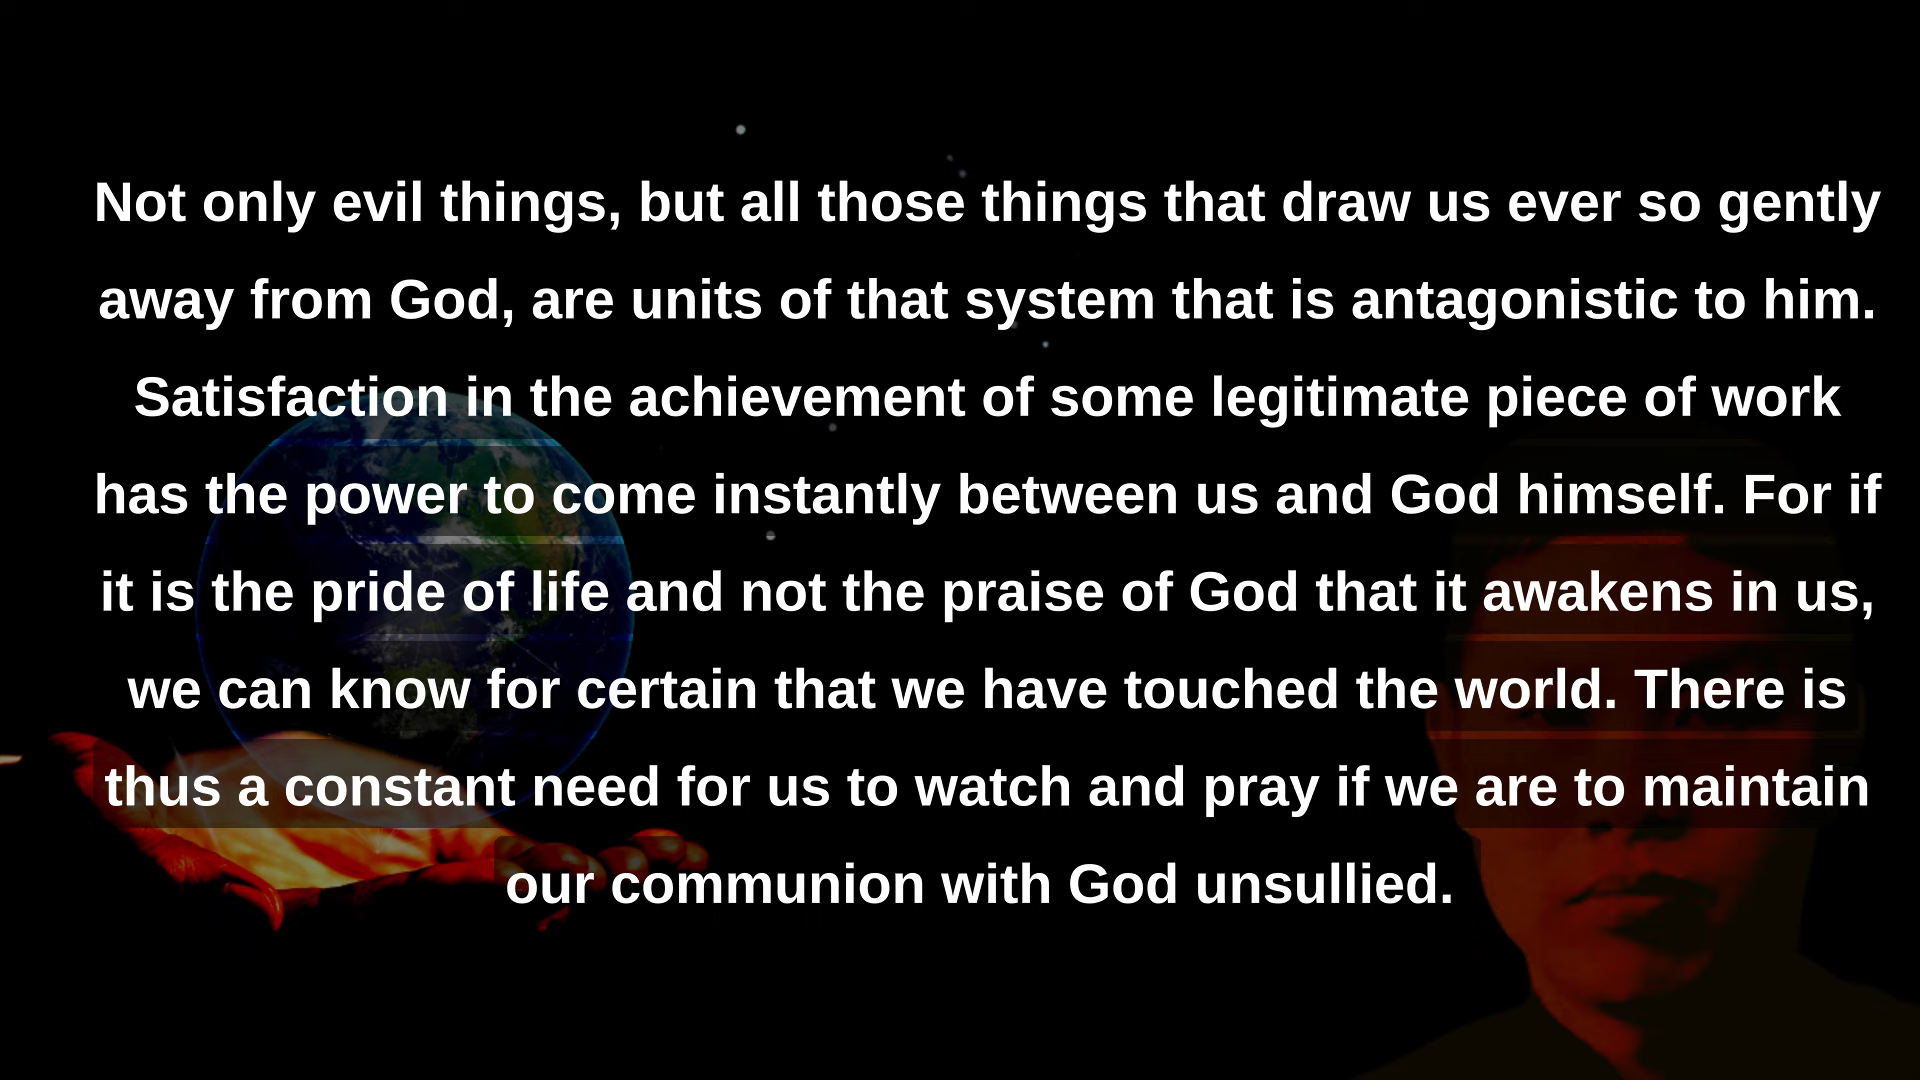 Not only evil things, but all those things that draw us ever so gently
away from God, are units of that system that is antagonistic to him.
Satisfaction in the achievement of some legitimate piece of work
has the power to come instantly between us and God himself. For if
it is the pride of life and not the praise of God that it awakens in us,
we can know for certain that we have touched the world. There is
thus a constant need for us to watch and pray if we are to maintain
our communion with God unsullied.